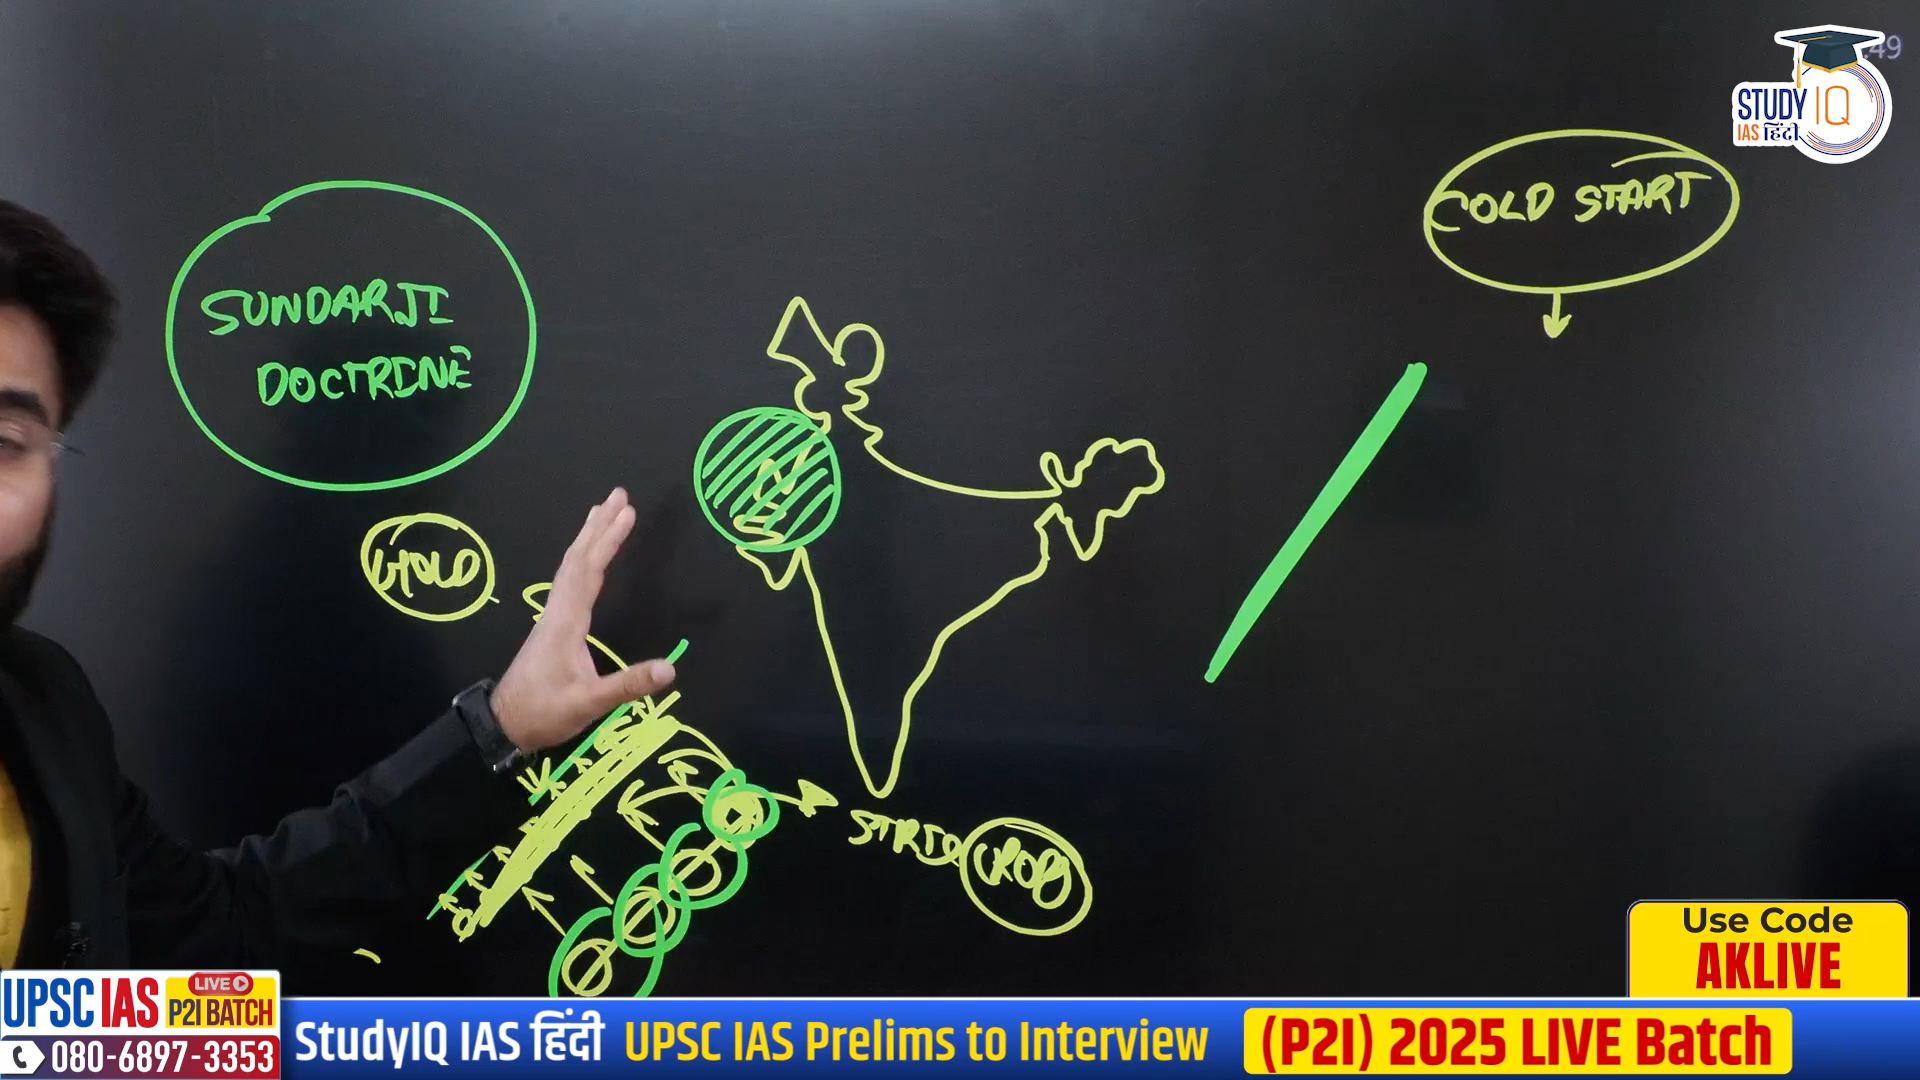 49
STUDY IQ
IAS हिंदी
COLD START
SUNDARJI
DOCTRINE
HOLD
Use Code
AKLIVE
UPSC IAS LIVE
P2I BATCH
080-6897-3353
StudyIQ IAS हिंदी UPSC IAS Prelims to Interview (P2I) 2025 LIVE Batch